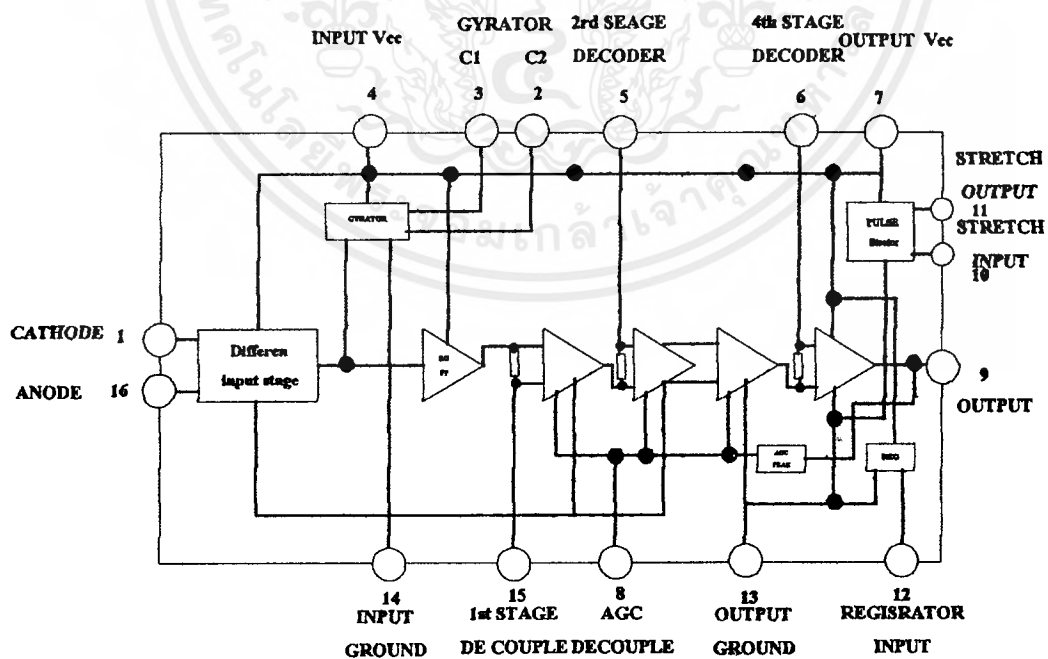 INPUT Vcc
GYRATOR
C1 C2
2rd SEAGE
DECODER
4th STAGE
DECODER
OUTPUT Vcc
4
3
2
5
6
7
STRETCH
OUTPUT
11
STRETCH
INPUT
10
GYRATOR
PULSE
CATHODE 1
ANODE 16
Differen
input stage
9
OUTPUT
AGC
PEAK
REG
14
INPUT
GROUND
15
1st STAGE
DE COUPLE
8
AGC
DECOUPLE
13
OUTPUT
GROUND
12
REGISRATOR
INPUT